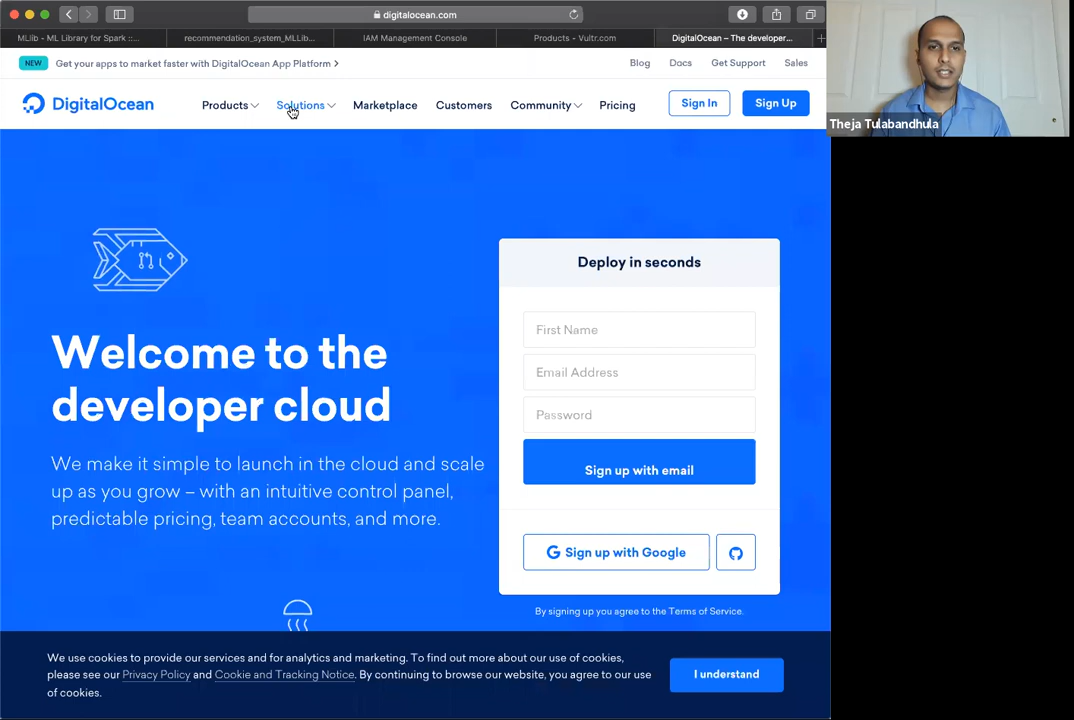 digitalocean.com
MLlib - ML Library for Spark ::...
recommendation_system_MLLib...
IAM Management Console
Products - Vultr.com
DigitalOcean – The developer...
NEW
Get your apps to market faster with DigitalOcean App Platform
Blog
Docs
Get Support
Sales
DigitalOcean
Products
Solutions
Marketplace
Customers
Community
Pricing
Sign In
Sign Up
Theja Tulabandhula
Welcome to the
developer cloud
We make it simple to launch in the cloud and scale
up as you grow – with an intuitive control panel,
predictable pricing, team accounts, and more.
Deploy in seconds
First Name
Email Address
Password
Sign up with email
Sign up with Google
By signing up you agree to the Terms of Service.
We use cookies to provide our services and for analytics and marketing. To find out more about our use of cookies,
please see our Privacy Policy and Cookie and Tracking Notice. By continuing to browse our website, you agree to our use
of cookies.
I understand